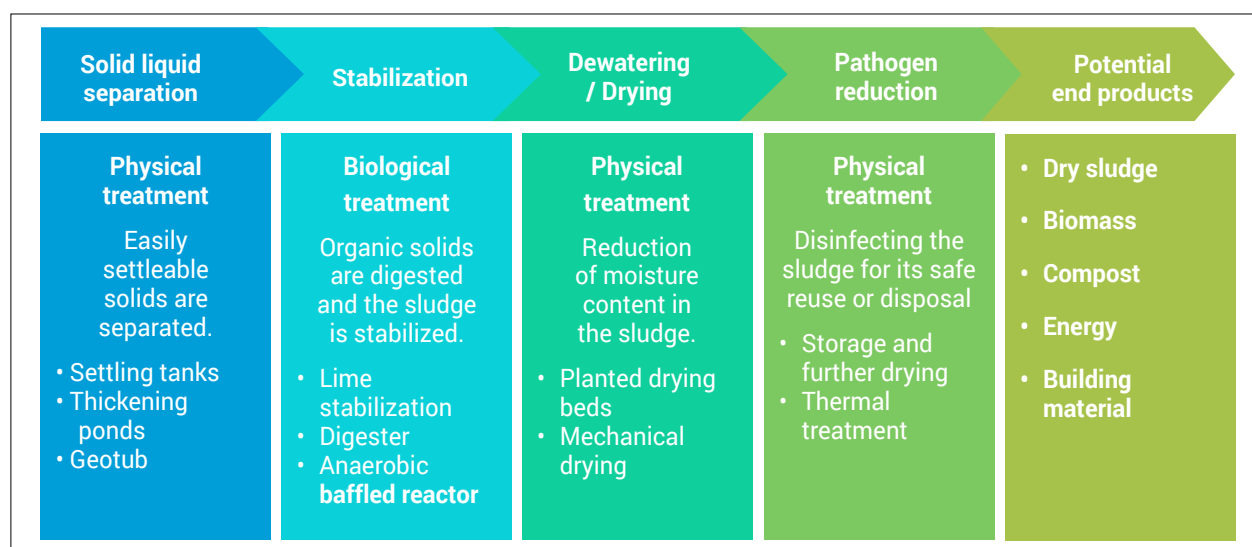 Solid liquid
separation
Stabilization
Dewatering
/ Drying
Pathogen
reduction
Potential
end products
Physical
treatment
Easily
settleable
solids are
separated.
• Settling tanks
• Thickening
ponds
• Geotub
Biological
treatment
Organic solids
are digested
and the sludge
is stabilized.
• Lime
stabilization
• Digester
• Anaerobic
baffled reactor
Physical
treatment
Reduction
of moisture
content in
the sludge.
• Planted drying
beds
• Mechanical
drying
Physical
treatment
Disinfecting the
sludge for its safe
reuse or disposal
• Storage and
further drying
• Thermal
treatment
• Dry sludge
• Biomass
• Compost
• Energy
• Building
material